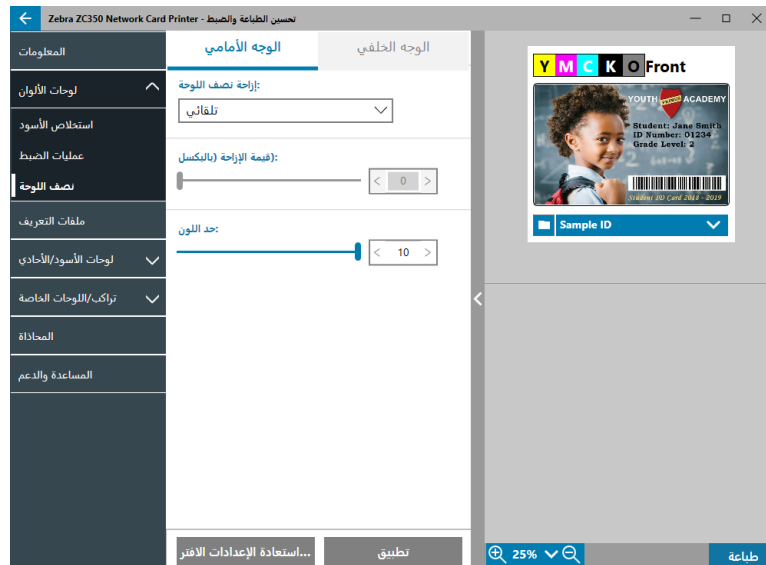 Zebra ZC350 Network Card Printer - تحسين الطباعة والضبط
المعلومات
لوحات الألوان
استخلاص الأسود
عمليات الضبط
نصف اللوحة
ملفات التعريف
لوحات الأسود/الأحادي
تراكب/اللوحات الخاصة
المحاذاة
المساعدة والدعم
الوجه الأمامي
الوجه الخلفي
إزاحة نصف اللوحة:
تلقائي
قيمة الإزاحة (بالبكسل):
< 0 >
حد اللون:
< 10 >
استعادة الإعدادات الافتر...
تطبيق
Y M C K O Front
YOUTH ACADEMY
Student: Jane Smith
ID Number: 01234
Grade Level: 2
Student ID Card 2018 - 2019
Sample ID
25%
طباعة